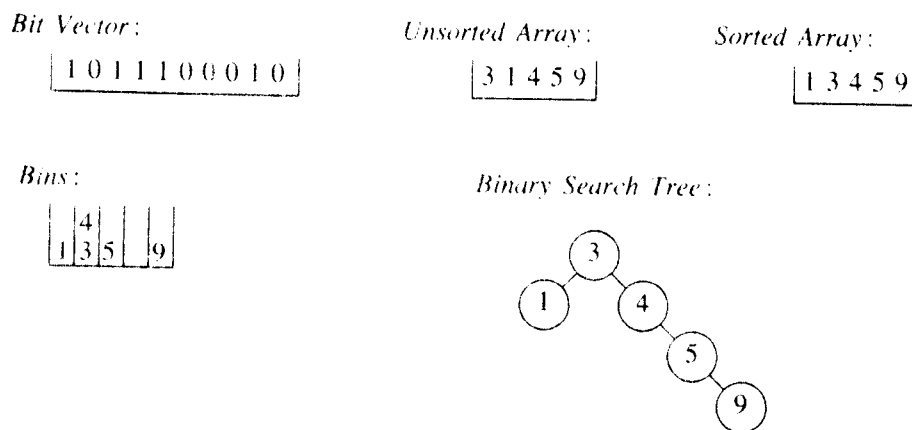 Bit Vector:
Unsorted Array:
Sorted Array:
1 0 1 1 1 0 0 0 1 0
3 1 4 5 9
1 3 4 5 9
Bins:
4
1 3 5 9
Binary Search Tree:
3
1 4
5
9